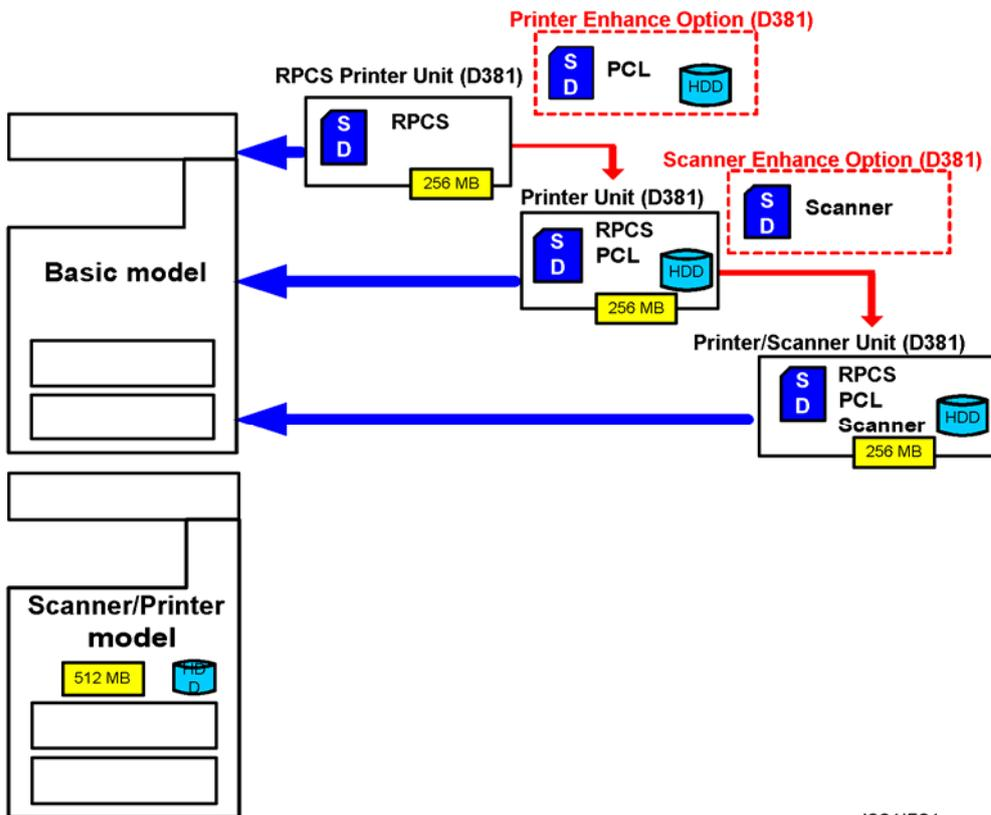 Printer Enhance Option (D381)
S
D
PCL
HDD
RPCS Printer Unit (D381)
S
D
RPCS
256 MB
Scanner Enhance Option (D381)
S
D
Scanner
Printer Unit (D381)
S
D
RPCS
PCL
HDD
256 MB
Basic model
Printer/Scanner Unit (D381)
S
D
RPCS
PCL
Scanner
HDD
256 MB
Scanner/Printer
model
512 MB
HD
D